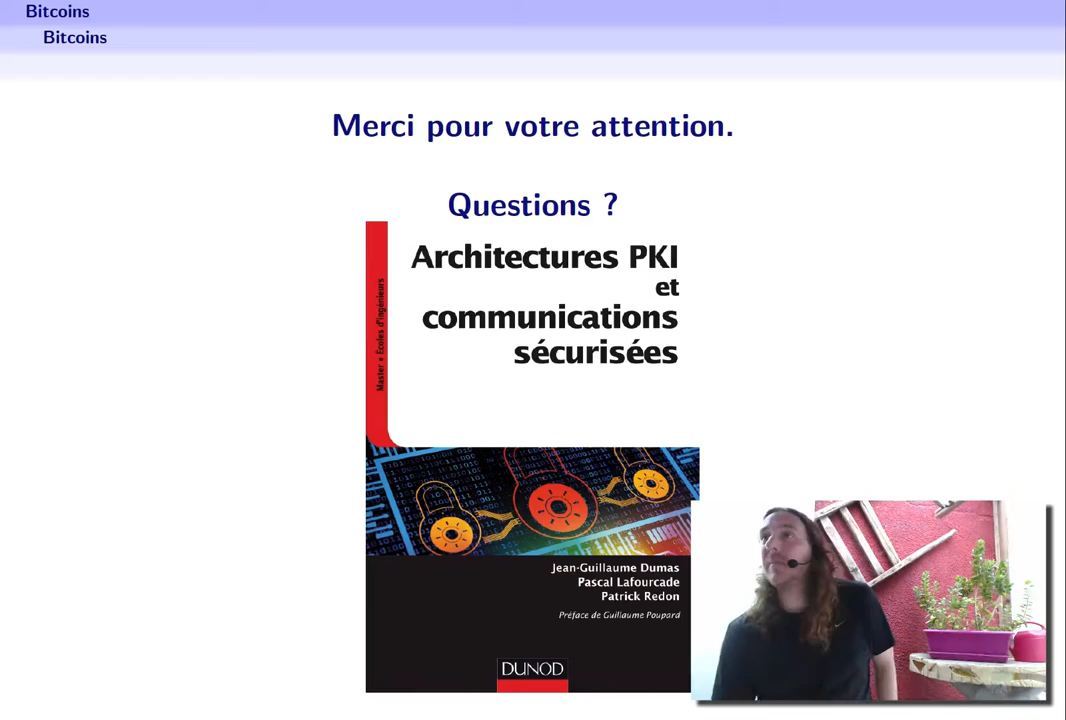 Bitcoins
Bitcoins
Merci pour votre attention.
Questions ?
Master • Écoles d'ingénieurs
Architectures PKI
et
communications
sécurisées
Jean-Guillaume Dumas
Pascal Lafourcade
Patrick Redon
Préface de Guillaume Poupard
DUNOD